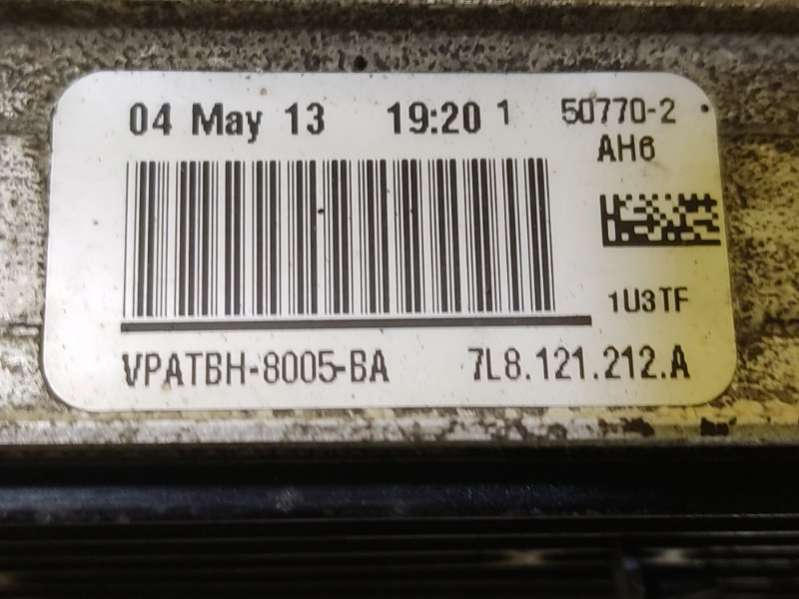 04 May 13 19:20 1 50770-2
AH6
1U3TF
VPATBH-8005-BA 7L8.121.212.A